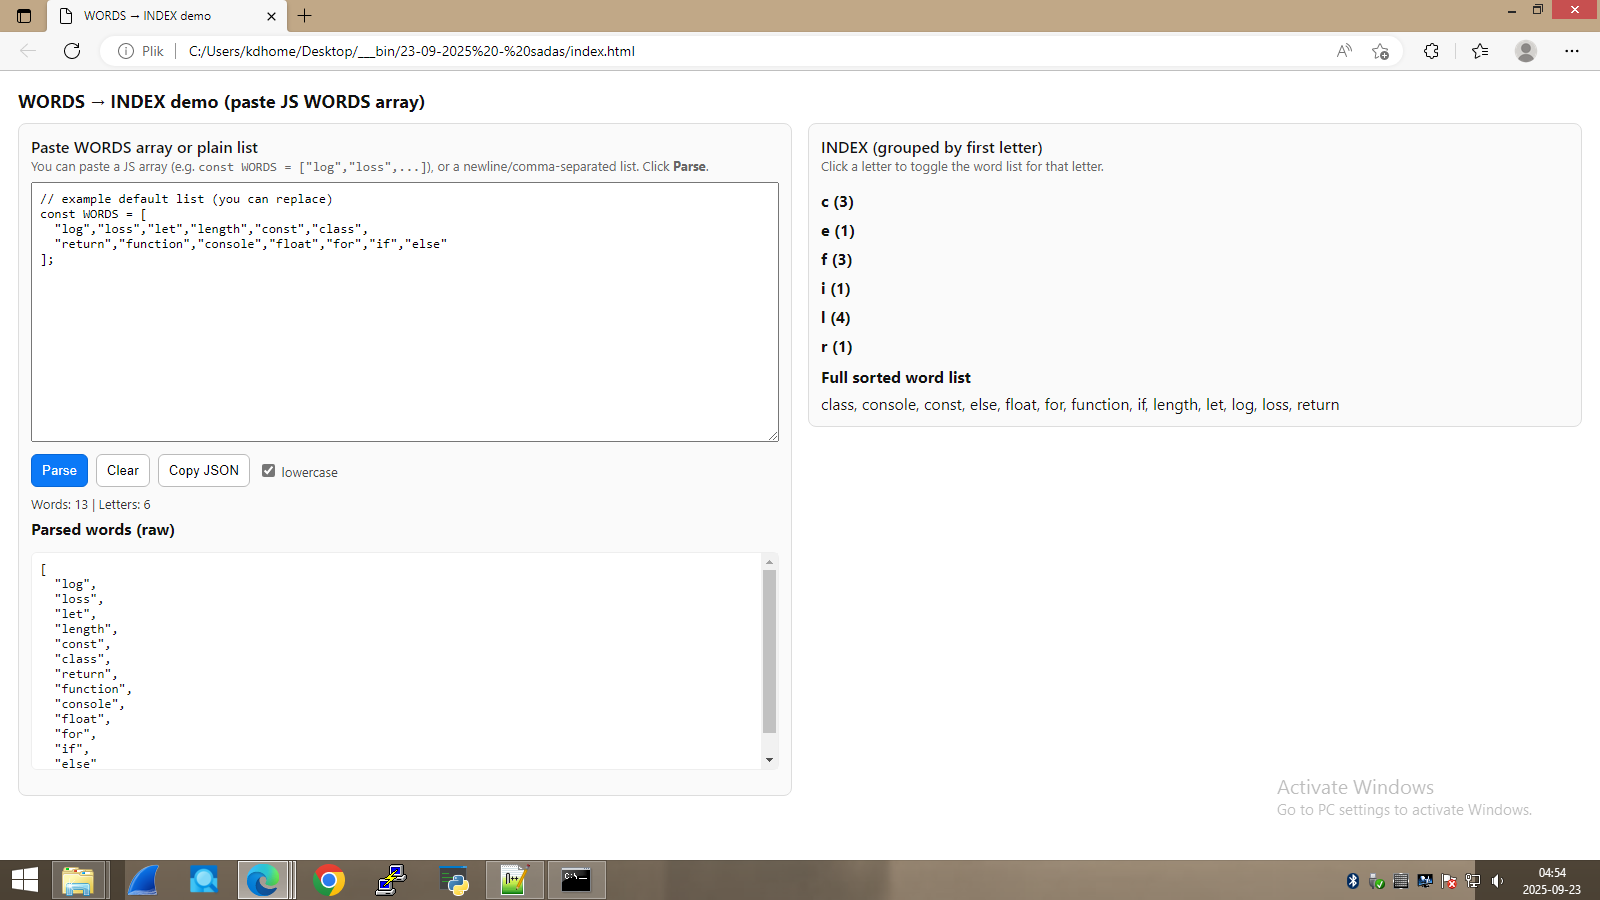 WORDS → INDEX demo
Plik
C:/Users/kdhome/Desktop/___bin/23-09-2025%20-%20sadas/index.html
WORDS → INDEX demo (paste JS WORDS array)
Paste WORDS array or plain list
You can paste a JS array (e.g. const WORDS = ["log","loss",...]), or a newline/comma-separated list. Click Parse.
// example default list (you can replace)
const WORDS = [
"log","loss","let","length","const","class",
"return","function","console","float","for","if","else"
];
Parse
Clear
Copy JSON
lowercase
Words: 13 | Letters: 6
Parsed words (raw)
[
"log",
"loss",
"let",
"length",
"const",
"class",
"return",
"function",
"console",
"float",
"for",
"if",
"else"
INDEX (grouped by first letter)
Click a letter to toggle the word list for that letter.
c (3)
e (1)
f (3)
i (1)
l (4)
r (1)
Full sorted word list
class, console, const, else, float, for, function, if, length, let, log, loss, return
Activate Windows
Go to PC settings to activate Windows.
04:54
2025-09-23